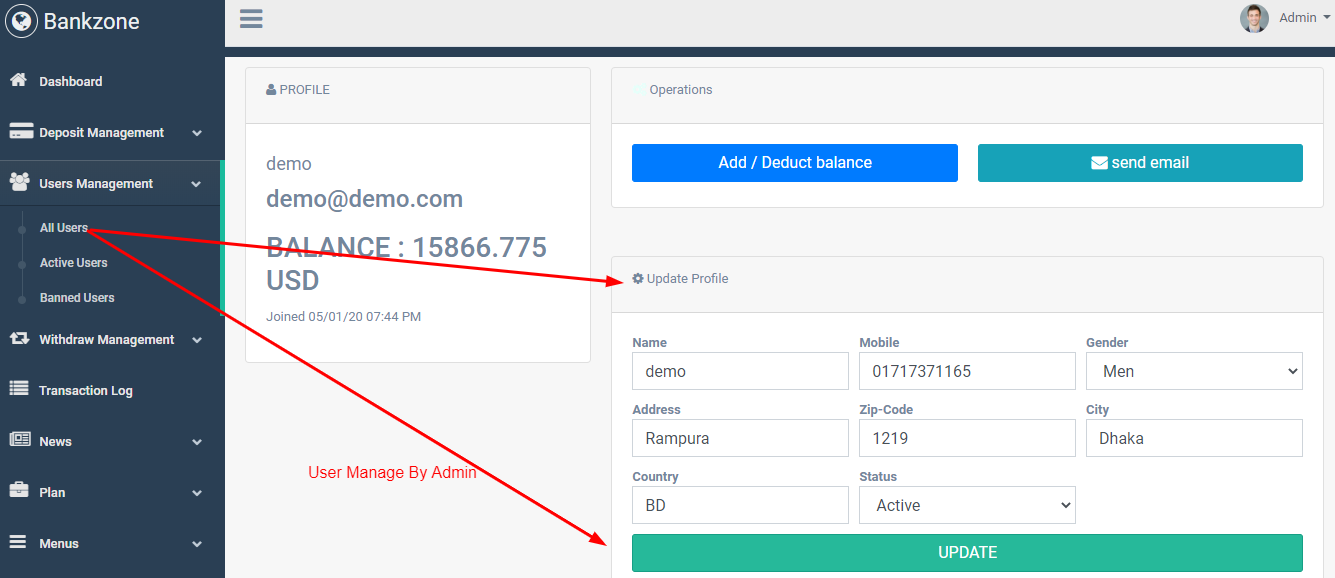 Bankzone
Admin
Dashboard
Deposit Management
Users Management
All Users
Active Users
Banned Users
Withdraw Management
Transaction Log
News
Plan
Menus
PROFILE
demo
demo@demo.com
BALANCE : 15866.775
USD
Joined 05/01/20 07:44 PM
User Manage By Admin
Operations
Add / Deduct balance
send email
Update Profile
Name Mobile Gender
demo 01717371165 Men
Address Zip-Code City
Rampura 1219 Dhaka
Country Status
BD Active
UPDATE